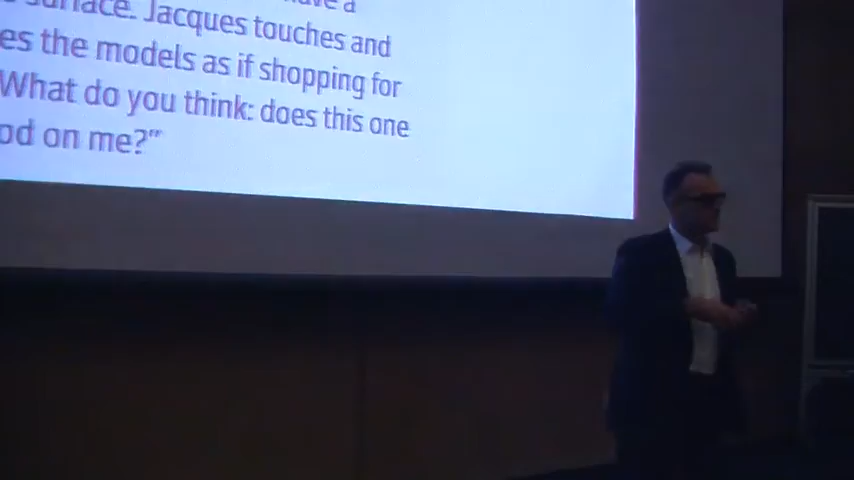 surface. Jacques touches and
es the models as if shopping for
What do you think: does this one
od on me?”